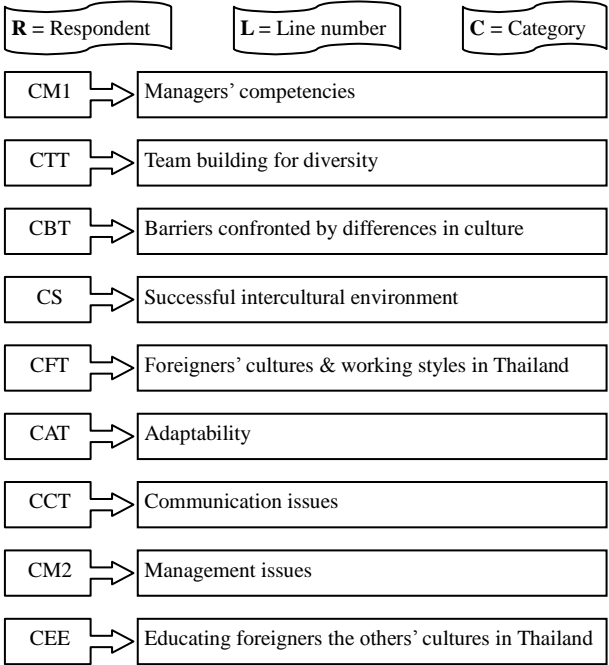 R = Respondent
L = Line number
C = Category
CM1 Managers' competencies
CTT Team building for diversity
CBT Barriers confronted by differences in culture
CS Successful intercultural environment
CFT Foreigners' cultures & working styles in Thailand
CAT Adaptability
CCT Communication issues
CM2 Management issues
CEE Educating foreigners the others' cultures in Thailand